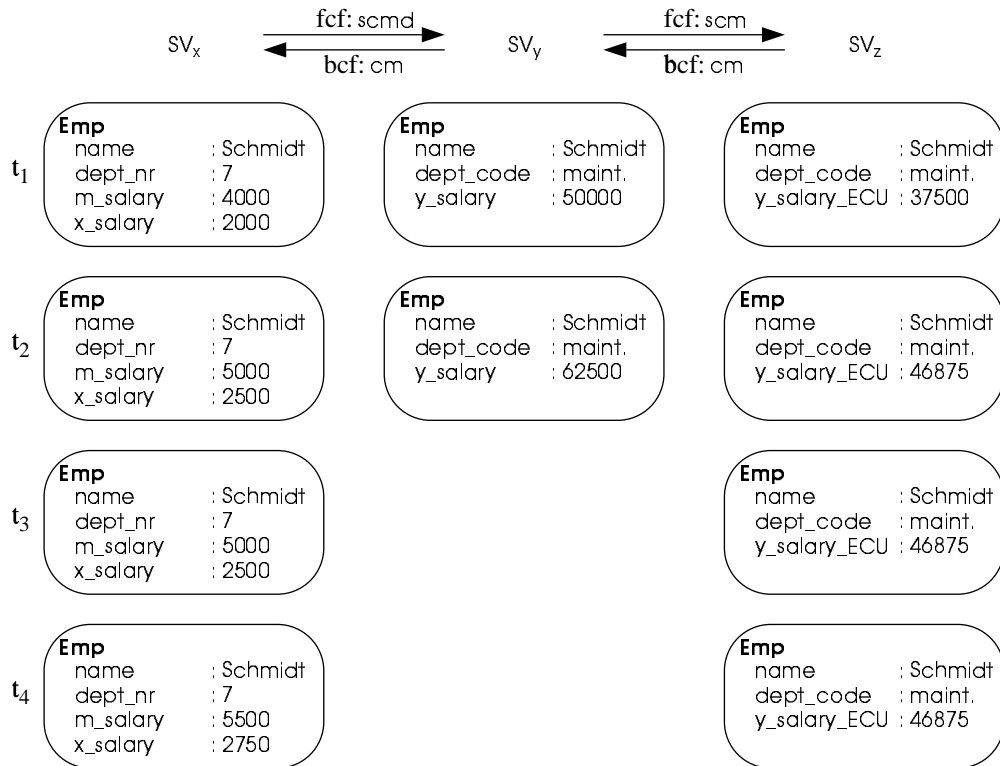 fcf: scmd
fcf: scm
SVx
SVy
SVz
bcf: cm
bcf: cm
t1
Emp
name : Schmidt
dept_nr : 7
m_salary : 4000
x_salary : 2000
Emp
name : Schmidt
dept_code : maint.
y_salary : 50000
Emp
name : Schmidt
dept_code : maint.
y_salary_ECU : 37500
t2
Emp
name : Schmidt
dept_nr : 7
m_salary : 5000
x_salary : 2500
Emp
name : Schmidt
dept_code : maint.
y_salary : 62500
Emp
name : Schmidt
dept_code : maint.
y_salary_ECU : 46875
t3
Emp
name : Schmidt
dept_nr : 7
m_salary : 5000
x_salary : 2500
Emp
name : Schmidt
dept_code : maint.
y_salary_ECU : 46875
t4
Emp
name : Schmidt
dept_nr : 7
m_salary : 5500
x_salary : 2750
Emp
name : Schmidt
dept_code : maint.
y_salary_ECU : 46875